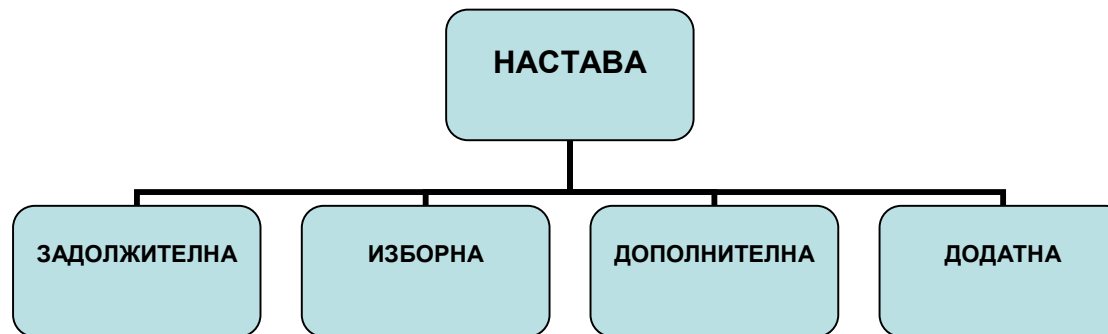 НАСТАВА
ЗАДОЛЖИТЕЛНА
ИЗБОРНА
ДОПОЛНИТЕЛНА
ДОДАТНА